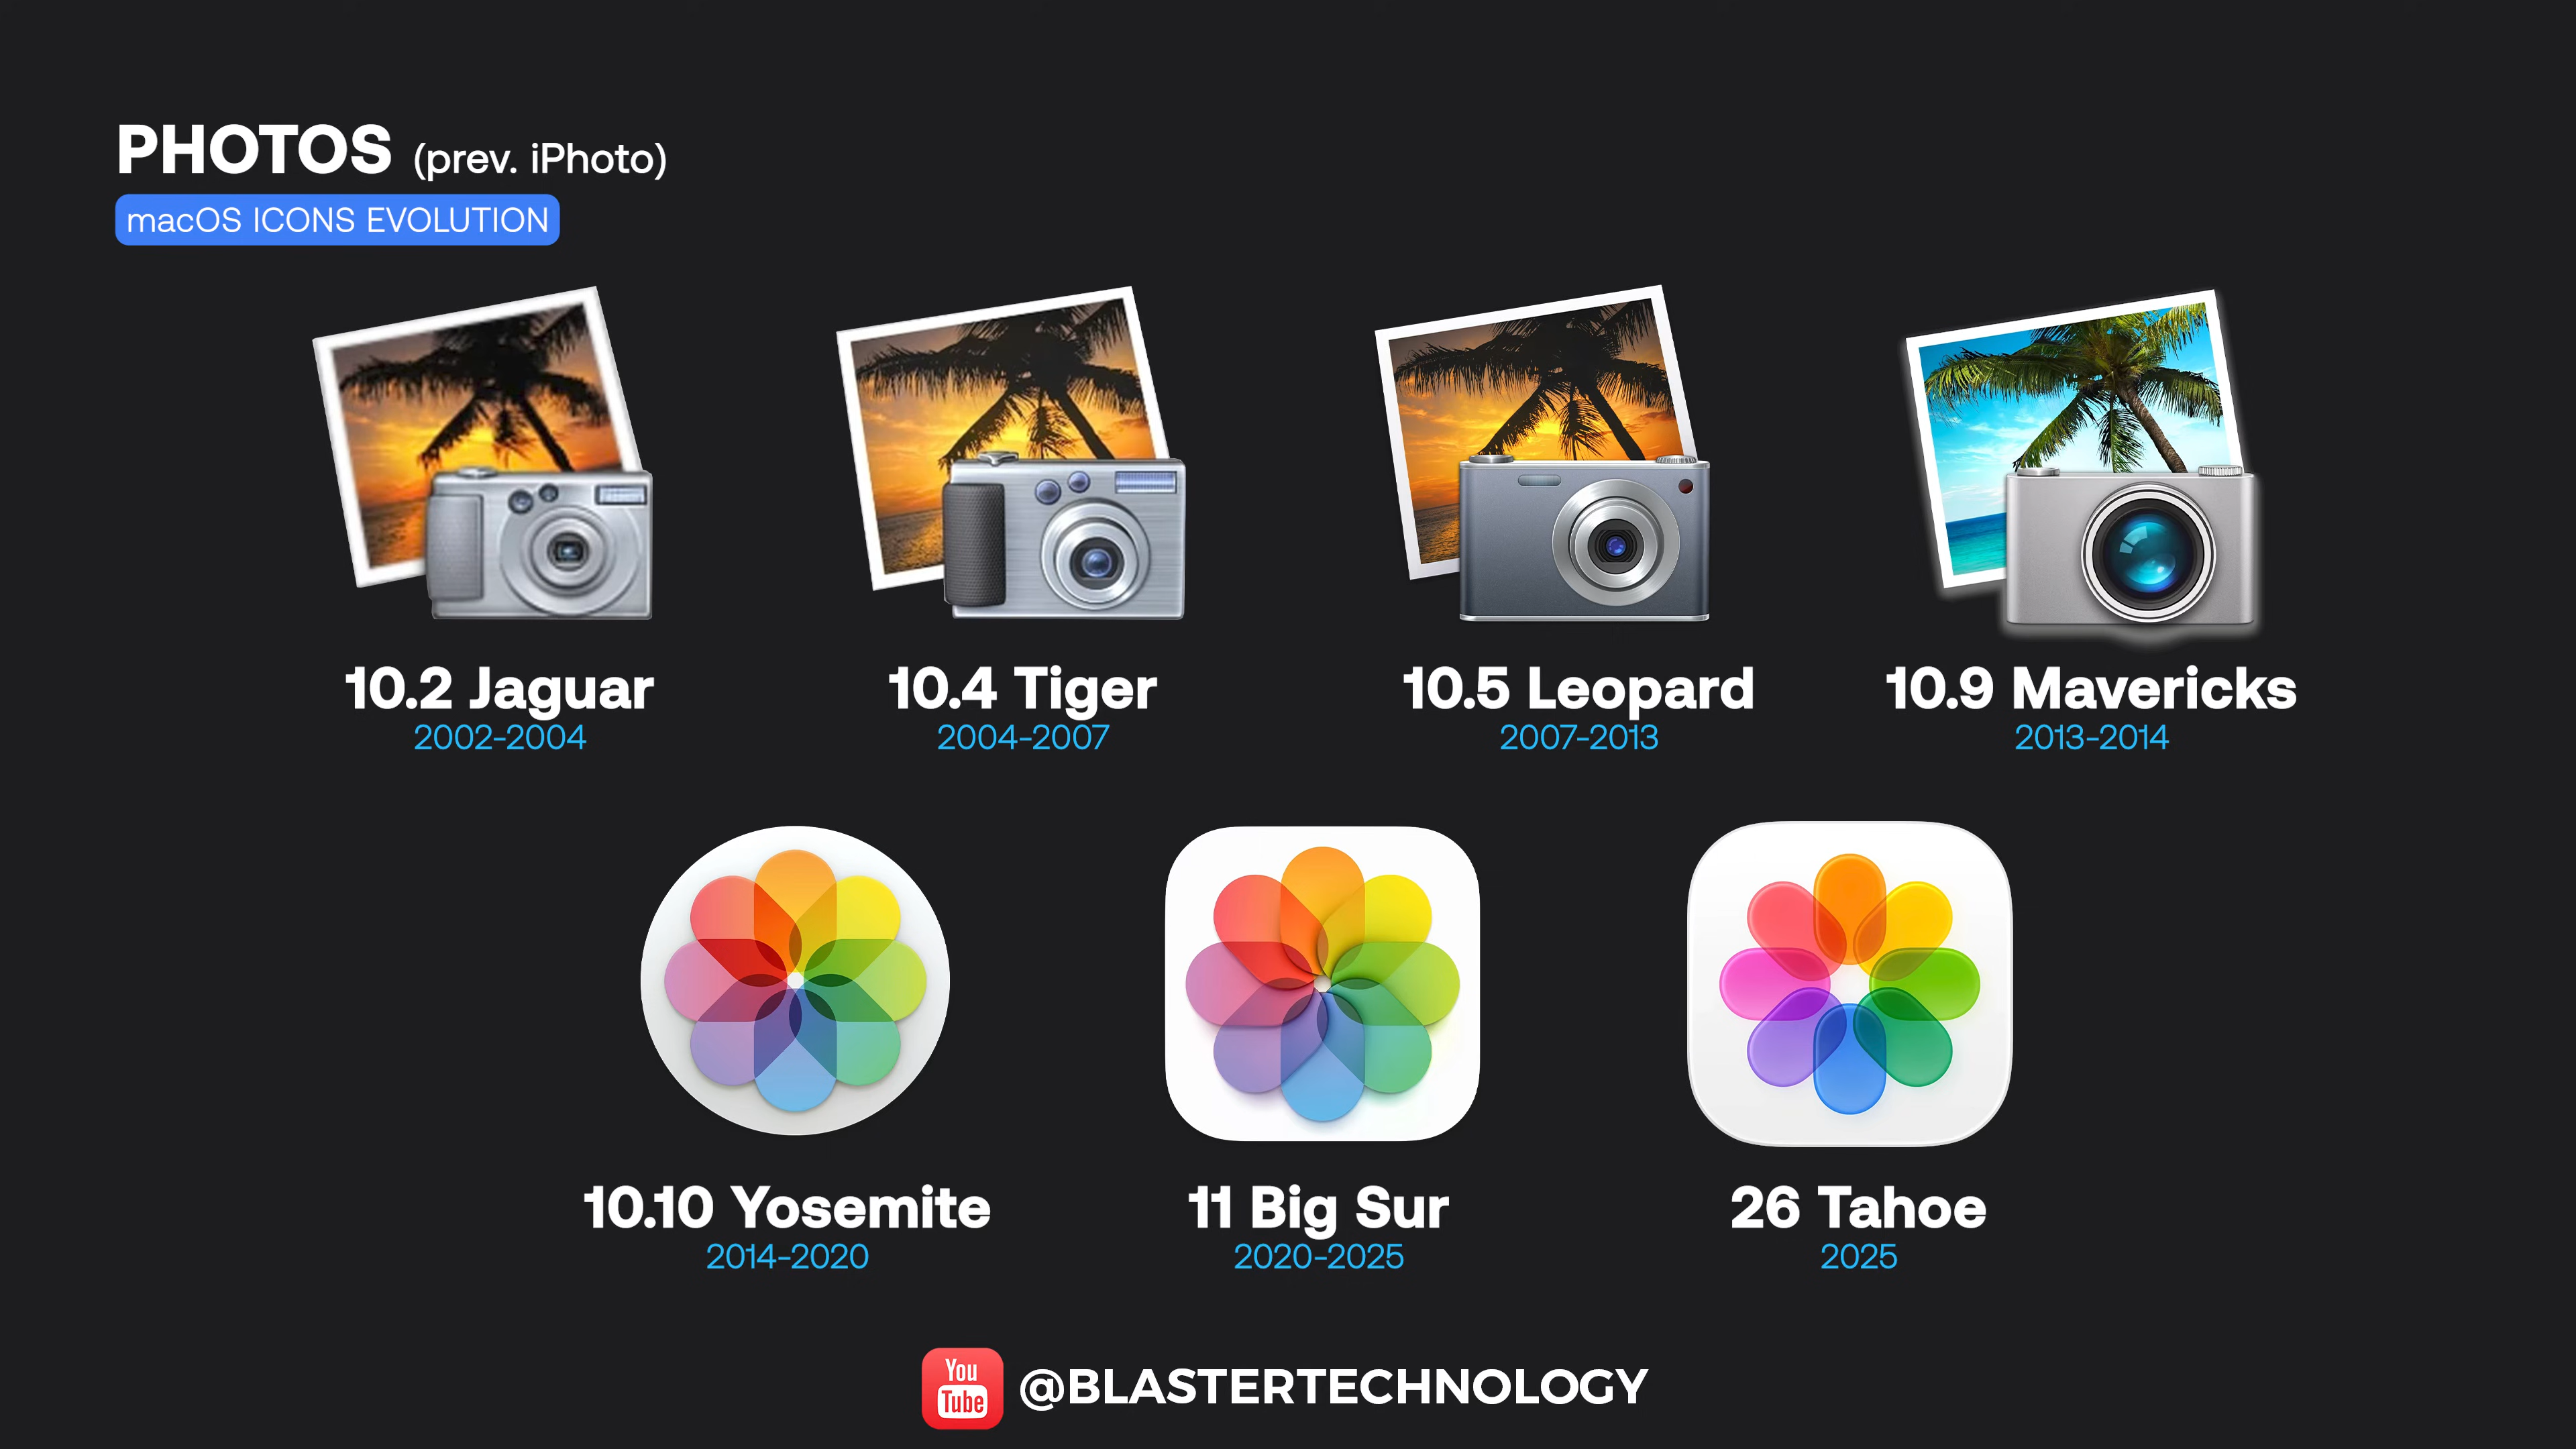 PHOTOS (prev. iPhoto)
macOS ICONS EVOLUTION
10.2 Jaguar
2002-2004
10.4 Tiger
2004-2007
10.5 Leopard
2007-2013
10.9 Mavericks
2013-2014
10.10 Yosemite
2014-2020
11 Big Sur
2020-2025
26 Tahoe
2025
You
Tube
@BLASTERTECHNOLOGY